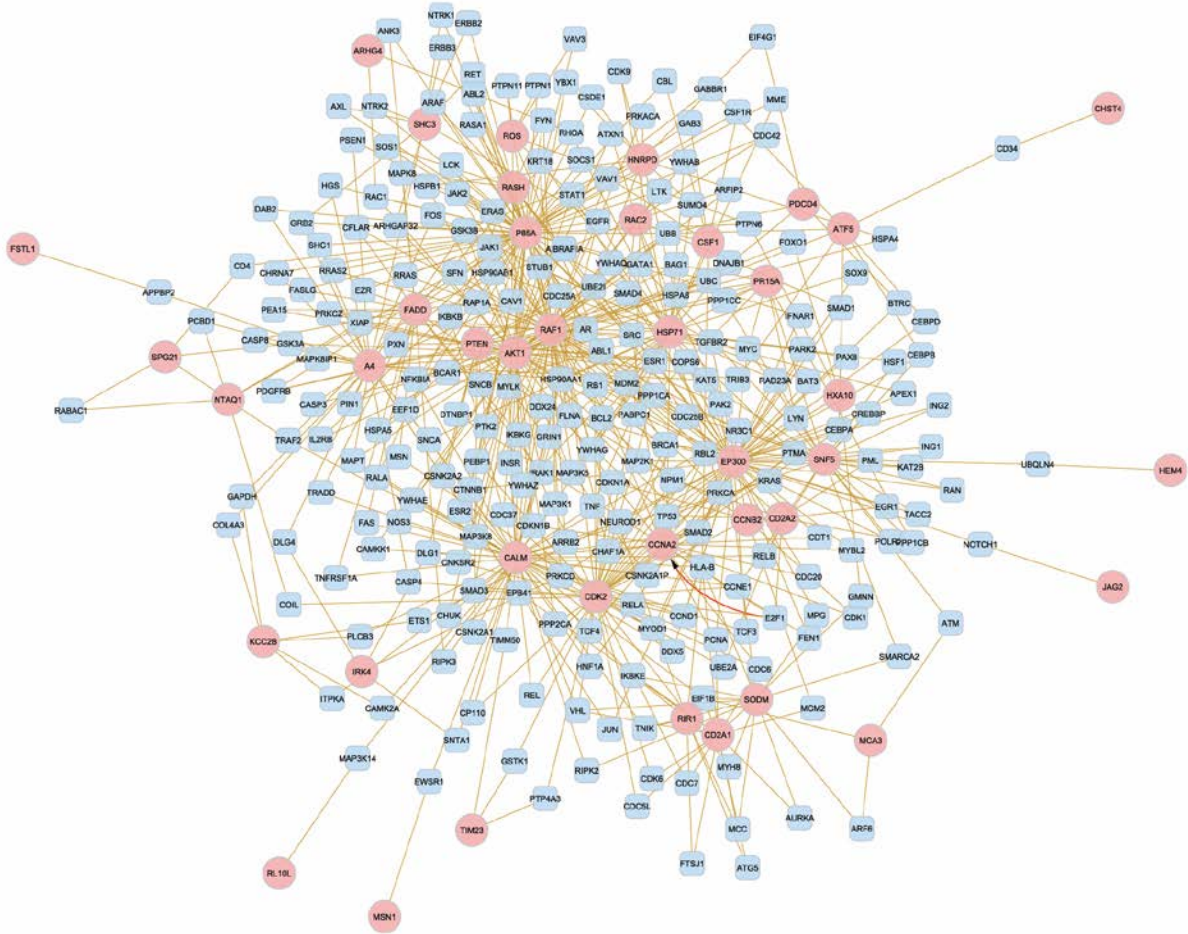 NTRK1
ERBB2
ANK3
ERBB3
VAV3
EIF4G1
ARHG4
RET
PTPN11
PTPN1
YBX1
CDK9
CBL
GABBR1
CHST4
AXL
NTRK2
ARAF
ABL2
CSDE1
PRKACA
CSF1R
MME
SHC3
RASA1
ROS
FYN
RHOA
ATXN1
GAB3
CDC42
PSEN1
SOS1
LCK
KRT18
SOCS1
HNRPD
YWHAB
CD34
HGS
RAC1
MAPK8
HSPB1
JAK2
RASH
STAT1
VAV1
LTK
SUMO4
ARFIP2
PDCD4
DAB2
GRB2
CFLAR
ARHGAP32
FOS
ERAS
EGFR
RAC2
UBB
CSF1
PTPN6
ATF5
FOXO1
HSPA4
FSTL1
SHC1
GSK3B
JAK1
STUB1
YWHAQ
GATA1
BAG1
DNAJB1
SOX9
CD4
CHRNA7
RRAS2
RRAS
SFN
HSP90AB1
UBE2I
SMAD4
HSPA8
UBC
PR15A
APPBP2
FASLG
EZR
RAP1A
CAV1
CDC25A
PPP1CC
IFNAR1
SMAD1
BTRC
PEA15
PRKCZ
FADD
IKBKB
CEBPD
PCBD1
XIAP
RAF1
AR
SRC
HSP71
TGFBR2
MYC
PARK2
PAX8
CEBPB
SPG21
CASP8
GSK3A
MAPK8IP1
PXN
PTEN
AKT1
ABL1
ESR1
COPS6
HSF1
A4
BCAR1
NFKBIA
SNCB
MYLK
HSP90AA1
RB1
MDM2
KAT5
TRIB3
RAD23A
BAT3
HXA10
APEX1
RABAC1
NTAQ1
PDGFRB
CASP3
PIN1
EEF1D
DTNBP1
DDX24
FLNA
BCL2
PABPC1
PPP1CA
PAK2
CDC25B
LYN
CREBBP
ING2
TRAF2
IL2RB
HSPA5
SNCA
PTK2
IKBKG
GRIN1
YWHAG
BRCA1
NR3C1
CEBPA
ING1
MAPT
MSN
PEBP1
INSR
MAP3K5
MAP2K1
RBL2
EP300
PTMA
SNF5
PML
KAT2B
UBQLN4
HEM4
GAPDH
TRADD
RALA
YWHAE
CSNK2A2
CTNNB1
YWHAZ
MAP3K1
CDKN1A
NPM1
PRKCA
KRAS
RAN
COL4A3
FAS
NOS3
ESR2
CDC37
CDKN1B
TNF
NEUROD1
TP53
CCNB2
CD2A2
EGR1
TACC2
DLG4
CAMKK1
DLG1
MAP3K8
ARRB2
CHAF1A
CCNA2
SMAD2
CDT1
MYBL2
PPP1CB
NOTCH1
TNFRSF1A
CASP4
CNKSR2
CALM
PRKCD
CSNK2A1P
HLA-B
RELB
CCNE1
CDC20
GMNN
JAG2
COIL
SMAD3
EPB41
CDK2
RELA
CCND1
E2F1
MPG
CDK1
ATM
KCC2B
PLCB3
ETS1
CHUK
CSNK2A1
TIMM50
PPP2CA
TCF4
MYOD1
PCNA
TCF3
FEN1
SMARCA2
IRK4
RIPK3
HNF1A
IKBKE
DDX5
UBE2A
CDC6
ITPKA
CAMK2A
CP110
REL
VHL
EIF1B
SODM
MCM2
SNTA1
JUN
TNIK
RIR1
CD2A1
MCA3
MAP3K14
EWSR1
GSTK1
RIPK2
CDK6
CDC7
MYH8
PTP4A3
CDC5L
TIM23
MCC
AURKA
ARF6
RL10L
FTSJ1
ATG5
MSN1